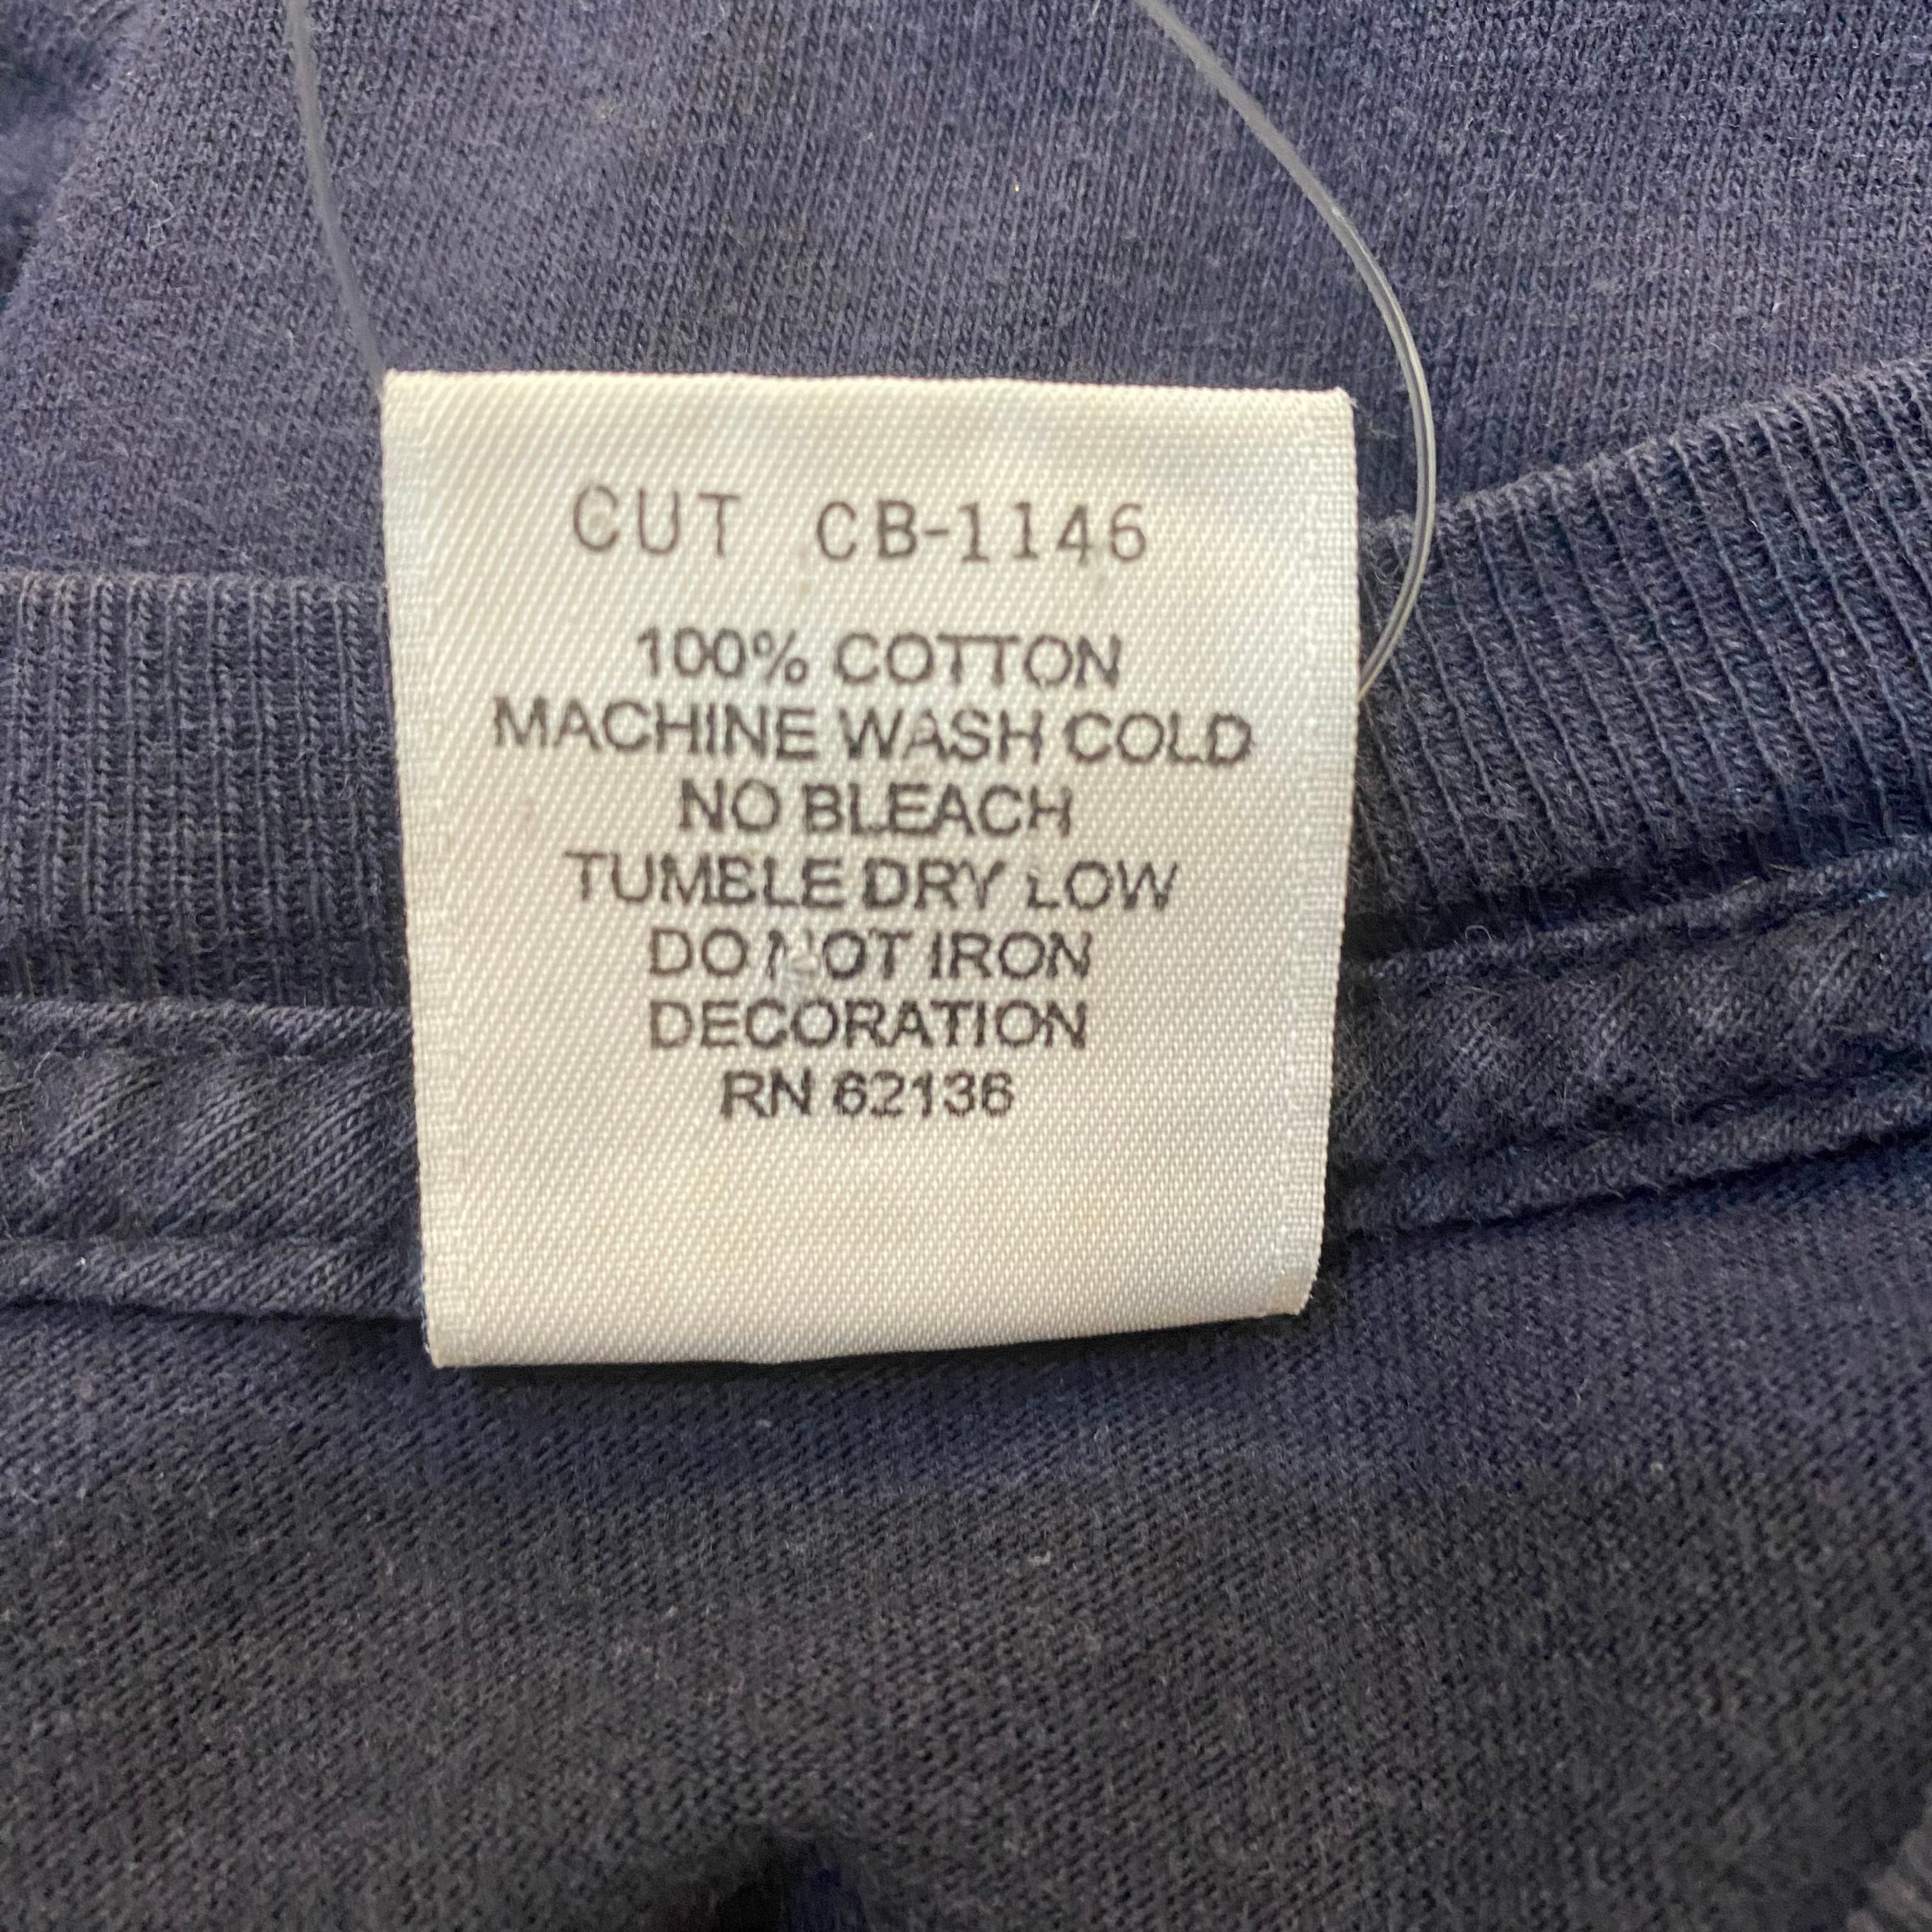 CUT CB-1146
100% COTTON
MACHINE WASH COLD
NO BLEACH
TUMBLE DRY LOW
DO NOT IRON
DECORATION
RN 62136